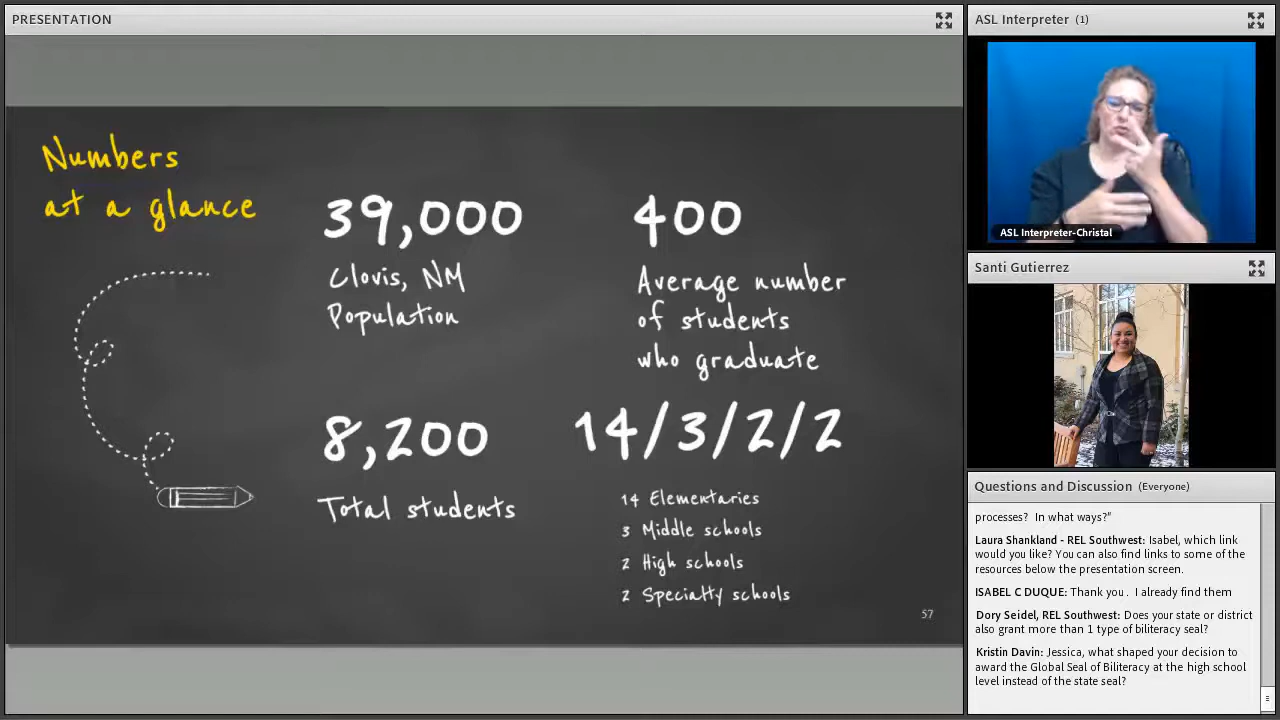 PRESENTATION
Numbers
at a glance
39,000
Clovis, NM
Population
400
Average number
of students
who graduate
8,200
Total students
14/3/2/2
14 Elementaries
3 Middle schools
2 High schools
2 Specialty schools
57
ASL Interpreter (1)
ASL Interpreter-Christal
Santi Gutierrez
Questions and Discussion (Everyone)
processes? In what ways?"
Laura Shankland - REL Southwest: Isabel, which link
would you like? You can also find links to some of the
resources below the presentation screen.
ISABEL C DUQUE: Thank you . I already find them
Dory Seidel, REL Southwest: Does your state or district
also grant more than 1 type of biliteracy seal?
Kristin Davin: Jessica, what shaped your decision to
award the Global Seal of Biliteracy at the high school
level instead of the state seal?